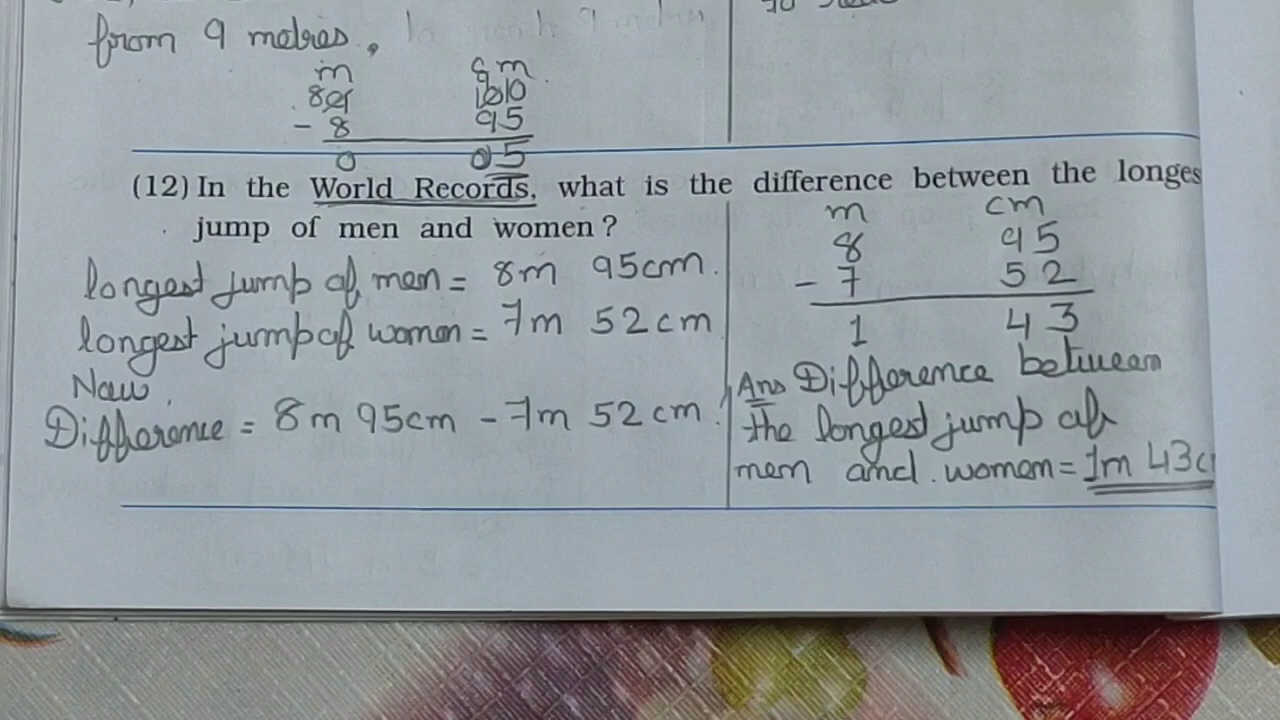 from 9 metres.
m cm
8 9 10 10
- 8 95
0 05
(12) In the World Records, what is the difference between the longes
jump of men and women ?
longest jump of men = 8m 95cm.
longest jump of women = 7m 52cm
Now,
Difference = 8m 95cm - 7m 52cm.
m cm
8 95
- 7 52
1 43
Ans Difference between
the longest jump of
men and women = 1m 43c